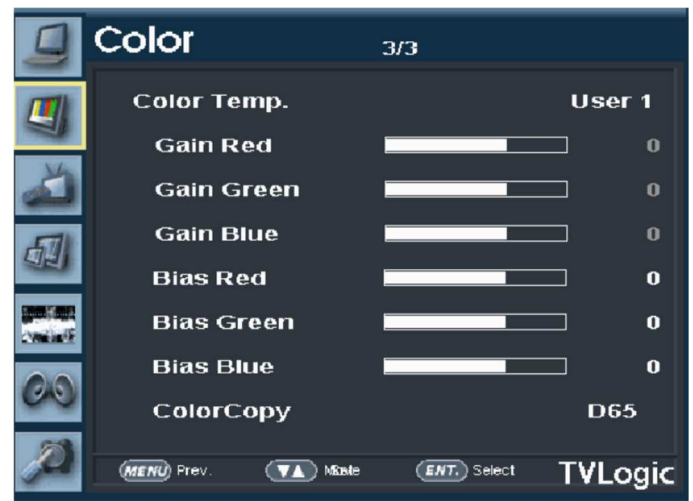 Color 3/3
Color Temp. User 1
Gain Red 0
Gain Green 0
Gain Blue 0
Bias Red 0
Bias Green 0
Bias Blue 0
ColorCopy D65
MENU Prev. ▼▲ ENT. Select TVLogic